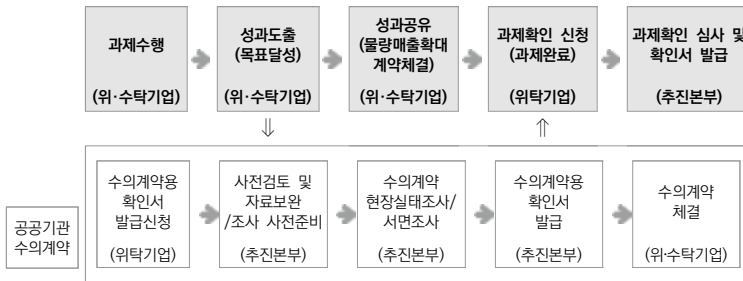 과제수행
(위·수탁기업)
성과도출
(목표달성)
(위·수탁기업)
성과공유
(물량매출확대
계약체결)
(위·수탁기업)
과제확인 신청
(과제완료)
(위탁기업)
과제확인 심사 및
확인서 발급
(추진본부)
공공기관
수의계약
수의계약용
확인서
발급신청
(위탁기업)
사전검토 및
자료보완
/조사 사전준비
(추진본부)
수의계약
현장실태조사/
서면조사
(추진본부)
수의계약용
확인서
발급
(추진본부)
수의계약
체결
(위·수탁기업)